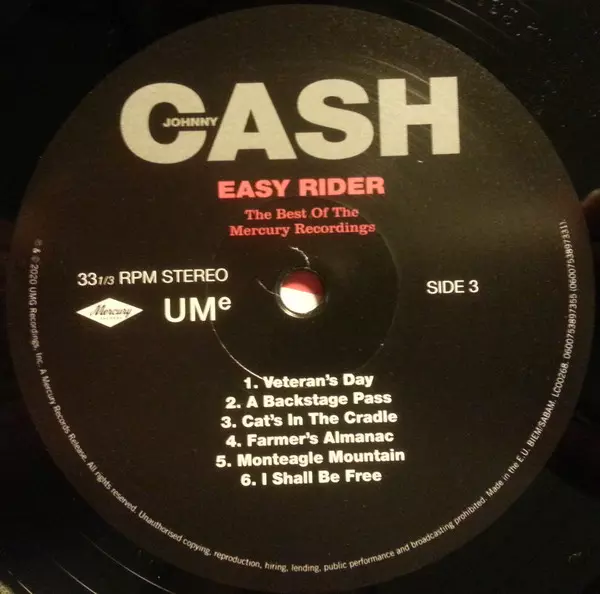 JOHNNY
CASH
EASY RIDER
The Best Of The
Mercury Recordings
331/3 RPM STEREO
SIDE 3
Mercury
UMe
1. Veteran's Day
2. A Backstage Pass
3. Cat's In The Cradle
4. Farmer's Almanac
5. Monteagle Mountain
6. I Shall Be Free
℗ & © 2020 UMG Recordings, Inc. A Mercury Records Release. All rights reserved. Unauthorised copying, reproduction, hiring, lending, public performance and broadcasting prohibited. Made in the E.U. BIEM/SABAM. LC00268. 0600753897355 (0600753897331).